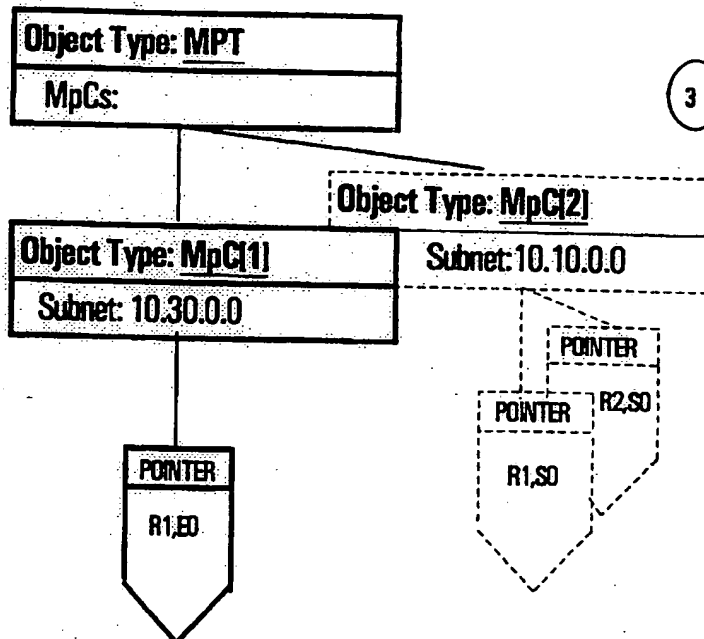 Object Type: MPT
MpCs:
3
Object Type: MpC[2]
Subnet:10.10.0.0
Object Type: MpC[1]
Subnet: 10.30.0.0
POINTER
R2,S0
POINTER
R1,S0
POINTER
R1,E0